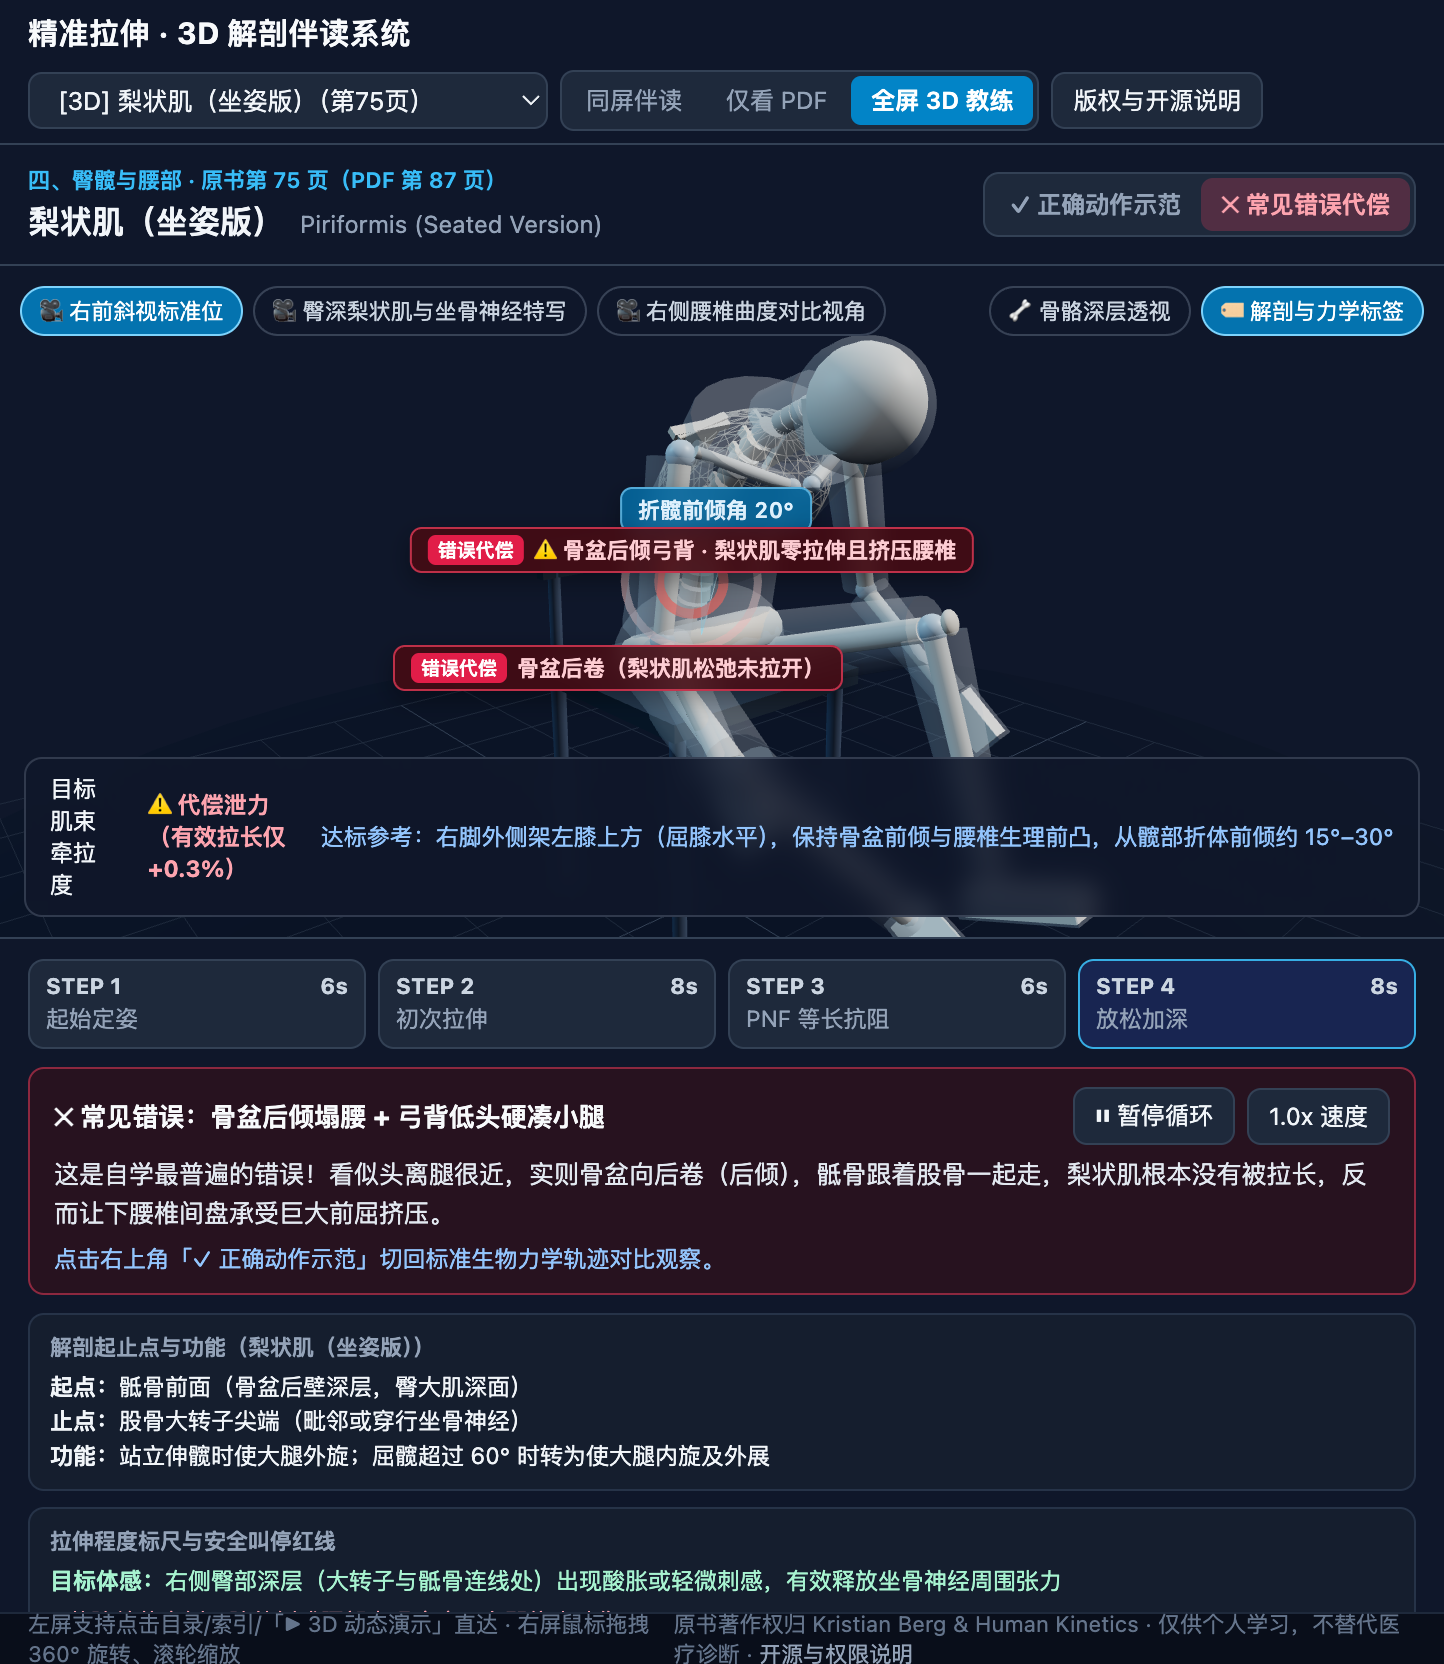 精准拉伸 · 3D 解剖伴读系统
[3D] 梨状肌（坐姿版）(第75页)
同屏伴读
仅看 PDF
全屏 3D 教练
版权与开源说明
四、臀髋与腰部 · 原书第 75 页（PDF 第 87 页）
梨状肌（坐姿版） Piriformis (Seated Version)
✓ 正确动作示范
✕ 常见错误代偿
🎥 右前斜视标准位
🎥 臀深梨状肌与坐骨神经特写
🎥 右侧腰椎曲度对比视角
🦴 骨骼深层透视
🏷️ 解剖与力学标签
折髋前倾角 20°
错误代偿 ⚠️ 骨盆后倾弓背 · 梨状肌零拉伸且挤压腰椎
错误代偿 骨盆后卷（梨状肌松弛未拉开）
目标
肌束
牵拉
度
⚠️ 代偿泄力
（有效拉长仅
+0.3%）
达标参考：右脚外侧架左膝上方（屈膝水平），保持骨盆前倾与腰椎生理前凸，从髋部折体前倾约 15°–30°
STEP 1 6s
起始定姿
STEP 2 8s
初次拉伸
STEP 3 6s
PNF 等长抗阻
STEP 4 8s
放松加深
✕ 常见错误：骨盆后倾塌腰 + 弓背低头硬凑小腿
⏸ 暂停循环
1.0x 速度
这是自学最普遍的错误！看似头离腿很近，实则骨盆向后卷（后倾），骶骨跟着股骨一起走，梨状肌根本没有被拉长，反
而让下腰椎间盘承受巨大前屈挤压。
点击右上角「✓ 正确动作示范」切回标准生物力学轨迹对比观察。
解剖起止点与功能（梨状肌（坐姿版））
起点：骶骨前面（骨盆后壁深层，臀大肌深面）
止点：股骨大转子尖端（毗邻或穿行坐骨神经）
功能：站立伸髋时使大腿外旋；屈髋超过 60° 时转为使大腿内旋及外展
拉伸程度标尺与安全叫停红线
目标体感：右侧臀部深层（大转子与骶骨连线处）出现酸胀或轻微刺感，有效释放坐骨神经周围张力
左屏支持点击目录/索引/「▶ 3D 动态演示」直达 · 右屏鼠标拖拽
360° 旋转、滚轮缩放
原书著作权归 Kristian Berg & Human Kinetics · 仅供个人学习，不替代医
疗诊断 · 开源与权限说明